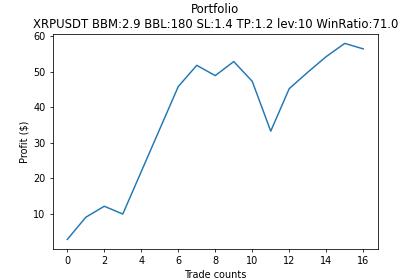 Portfolio
XRPUSDT BBM:2.9 BBL:180 SL:1.4 TP:1.2 lev:10 WinRatio:71.0
60
50
40
30
20
10
Profit ($)
0 2 4 6 8 10 12 14 16
Trade counts